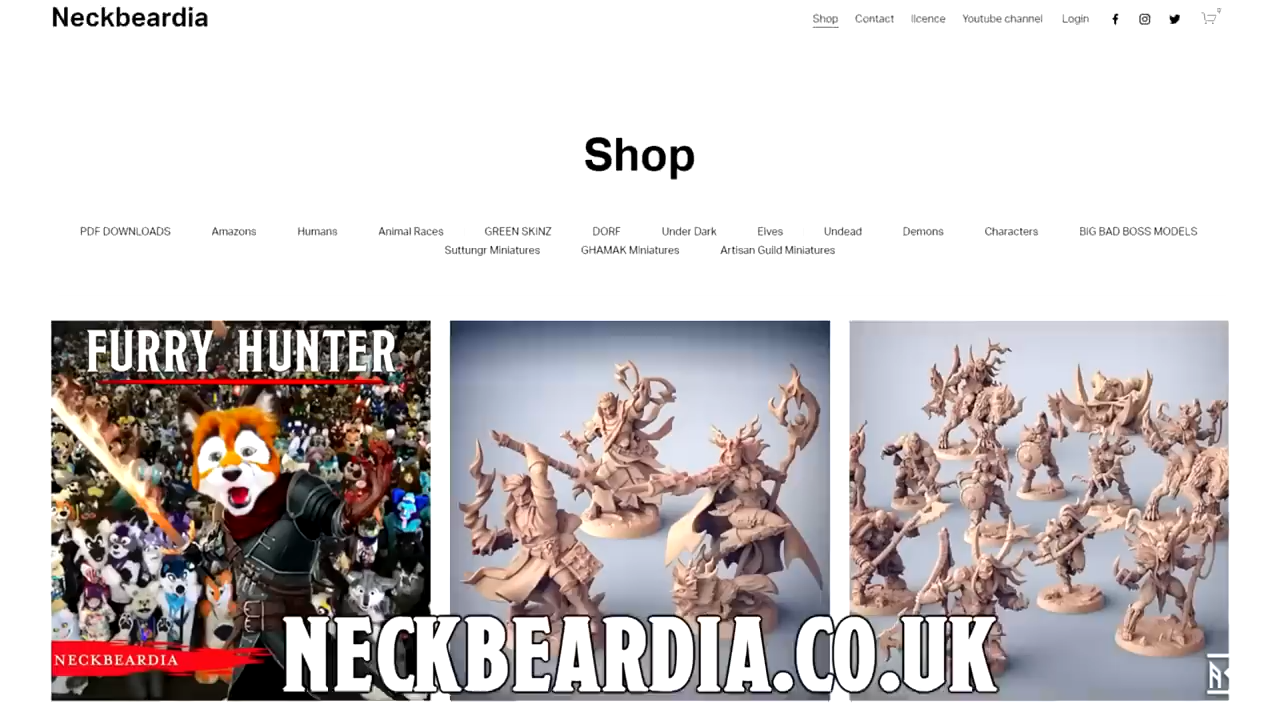 Neckbeardia
Shop Contact llcence Youtube channel Login
Shop
PDF DOWNLOADS Amazons Humans Animal Races GREEN SKINZ DORF Under Dark Elves Undead Demons Characters BiG BAD BOSS MODELS
Suttungr Miniatures GHAMAK Miniatures Artisan Guild Miniatures
FURRY HUNTER
NECKBEARDIA
NECKBEARDIA.CO.UK